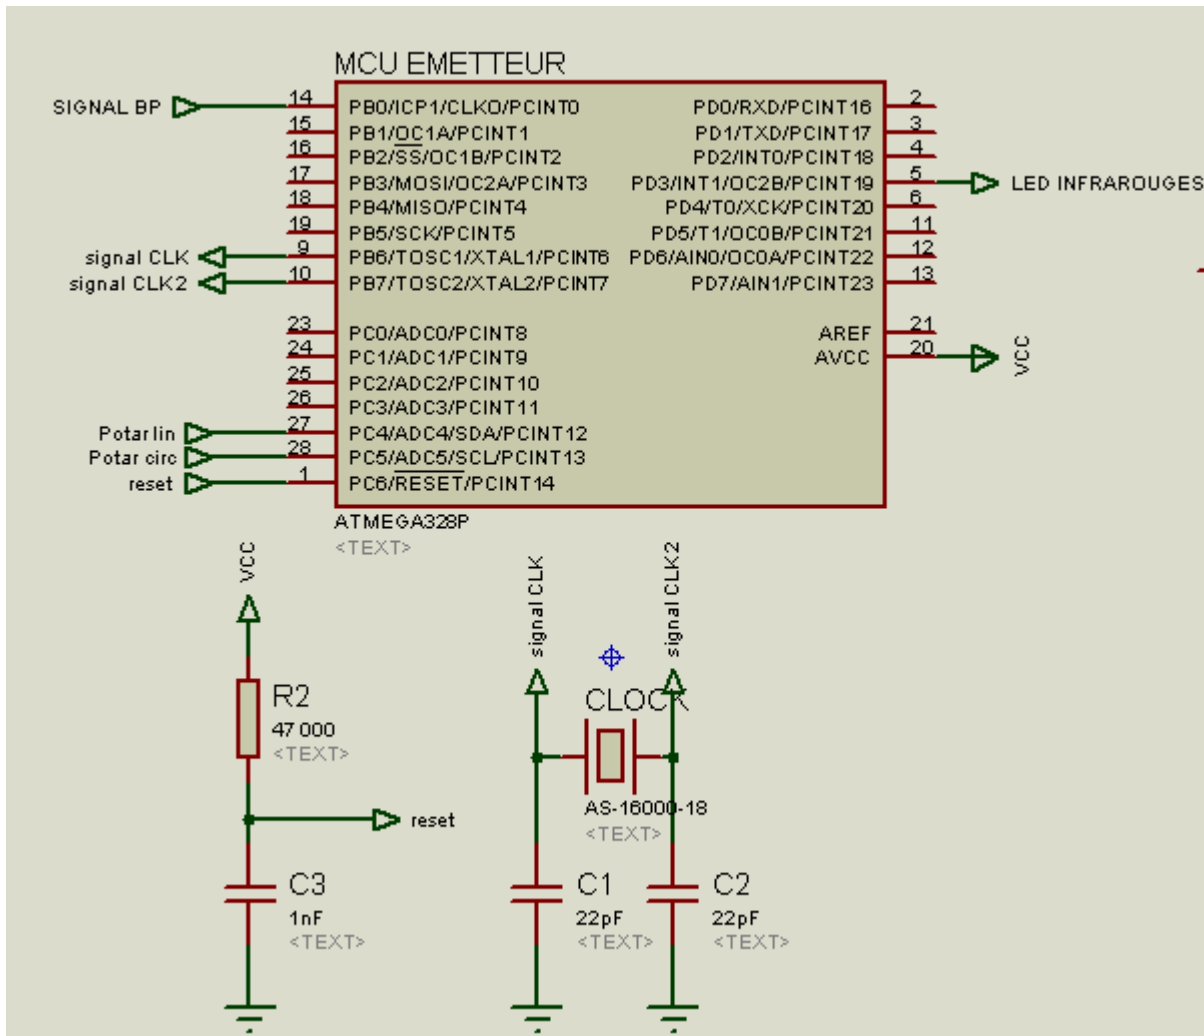 MCU EMETTEUR
SIGNAL BP
14
PB0/ICP1/CLKO/PCINT0
PD0/RXD/PCINT16
2
15
PB1/OC1A/PCINT1
PD1/TXD/PCINT17
3
16
PB2/SS/OC1B/PCINT2
PD2/INT0/PCINT18
4
17
PB3/MOSI/OC2A/PCINT3
PD3/INT1/OC2B/PCINT19
5
LED INFRAROUGES
18
PB4/MISO/PCINT4
PD4/T0/XCK/PCINT20
6
19
PB5/SCK/PCINT5
PD5/T1/OC0B/PCINT21
11
signal CLK
9
PB6/TOSC1/XTAL1/PCINT6
PD6/AIN0/OC0A/PCINT22
12
signal CLK2
10
PB7/TOSC2/XTAL2/PCINT7
PD7/AIN1/PCINT23
13
23
PC0/ADC0/PCINT8
AREF
21
24
PC1/ADC1/PCINT9
AVCC
20
VCC
25
PC2/ADC2/PCINT10
26
PC3/ADC3/PCINT11
Potar lin
27
PC4/ADC4/SDA/PCINT12
Potar circ
28
PC5/ADC5/SCL/PCINT13
reset
1
PC6/RESET/PCINT14
ATMEGA328P
<TEXT>
VCC
signal CLK
signal CLK2
R2
47 000
<TEXT>
CLOCK
AS-16000-18
<TEXT>
reset
C3
1nF
<TEXT>
C1
22pF
<TEXT>
C2
22pF
<TEXT>